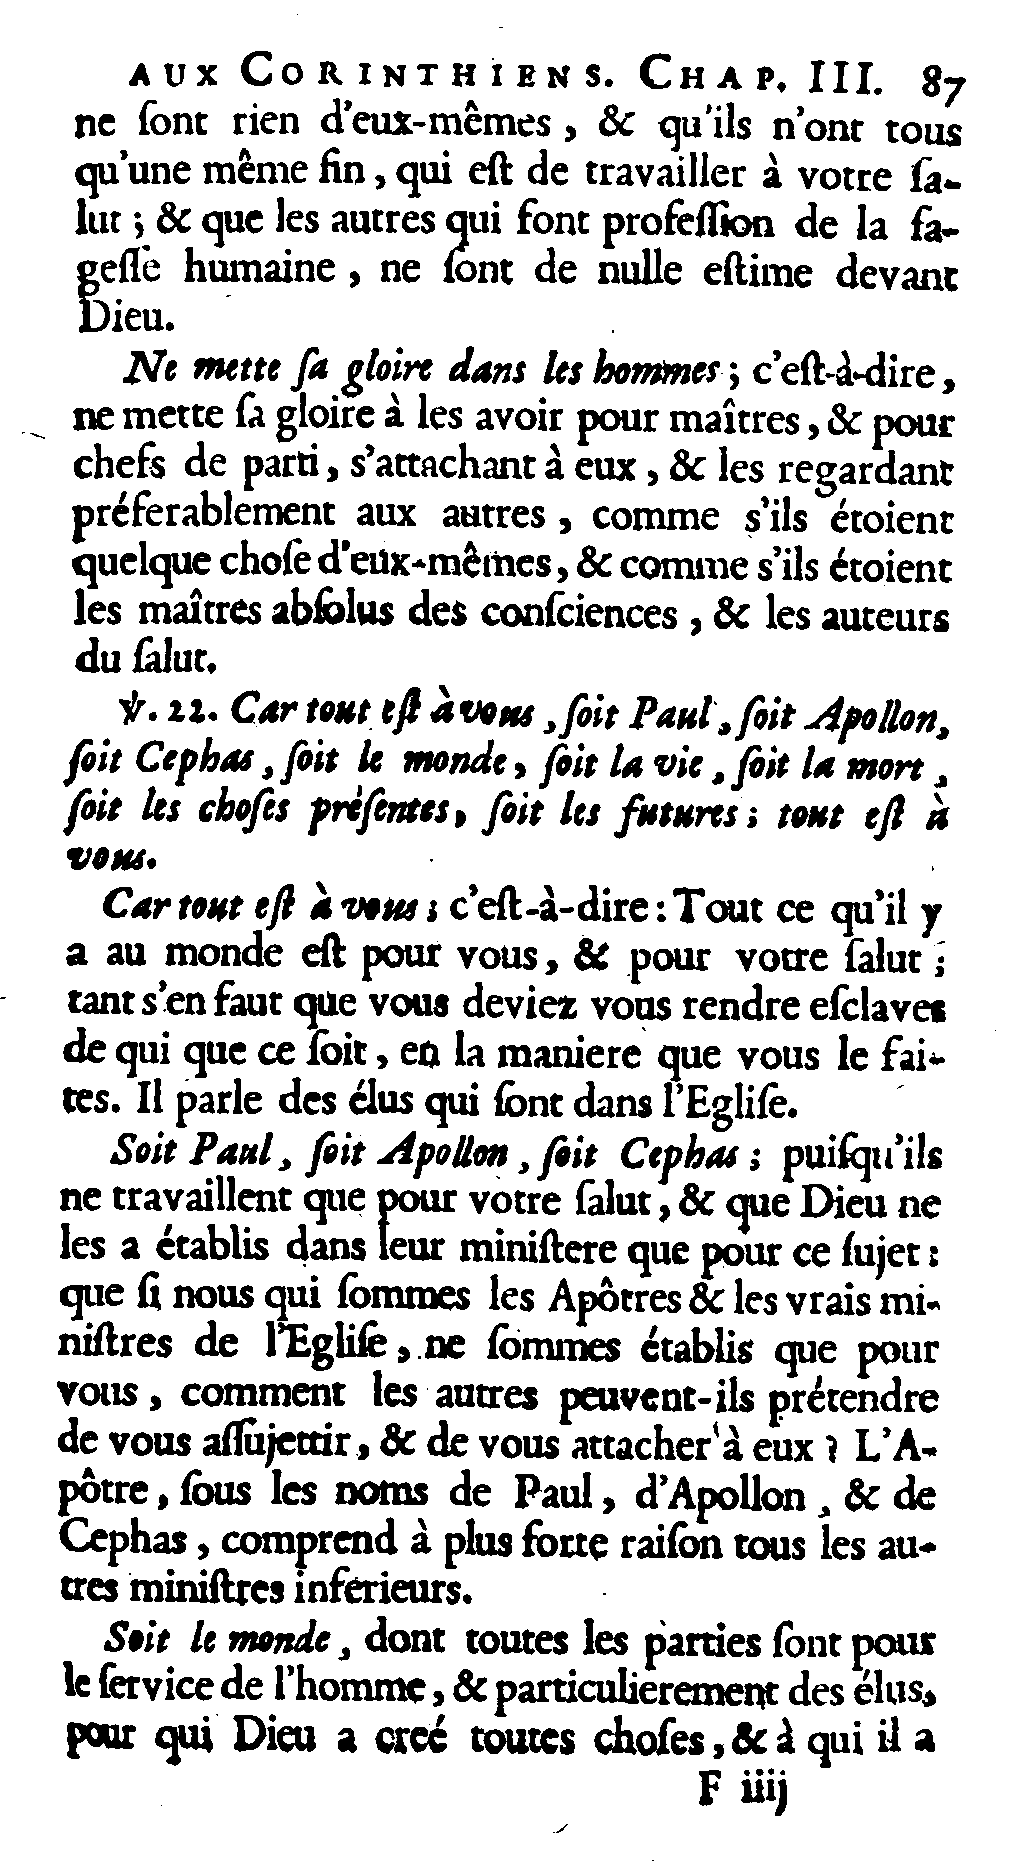 AUX CORINTHIENS. CHAP. III. 87
ne ſont rien d'eux-mêmes, & qu'ils n'ont tous
qu'une même fin, qui eſt de travailler à votre ſa-
lut ; & que les autres qui font profeſſion de la ſa-
geſſe humaine, ne ſont de nulle eſtime devant
Dieu.
Ne mette ſa gloire dans les hommes ; c'eſt-à-dire,
ne mette ſa gloire à les avoir pour maîtres, & pour
chefs de parti, s'attachant à eux, & les regardant
préferablement aux autres, comme s'ils étoient
quelque choſe d'eux-mêmes, & comme s'ils étoient
les maîtres abſolus des conſciences, & les auteurs
du ſalut.
℣. 22. Car tout eſt à vous, ſoit Paul, ſoit Apollon,
ſoit Cephas, ſoit le monde, ſoit la vie, ſoit la mort,
ſoit les choſes préſentes, ſoit les futures ; tout eſt à
vous.
Car tout eſt à vous ; c'eſt-à-dire : Tout ce qu'il y
a au monde eſt pour vous, & pour votre ſalut ;
tant s'en faut que vous deviez vous rendre eſclaves
de qui que ce ſoit, en la maniere que vous le fai-
tes. Il parle des élus qui ſont dans l'Egliſe.
Soit Paul, ſoit Apollon, ſoit Cephas ; puiſqu'ils
ne travaillent que pour votre ſalut, & que Dieu ne
les a établis dans leur miniſtere que pour ce ſujet :
que ſi nous qui ſommes les Apôtres & les vrais mi-
niſtres de l'Egliſe, ne ſommes établis que pour
vous, comment les autres peuvent-ils prétendre
de vous aſſujettir, & de vous attacher à eux ? L'A-
pôtre, ſous les noms de Paul, d'Apollon, & de
Cephas, comprend à plus forte raiſon tous les au-
tres miniſtres inferieurs.
Soit le monde, dont toutes les parties ſont pour
le ſervice de l'homme, & particulierement des élus,
pour qui Dieu a creé toutes choſes, & à qui il a
F iiij